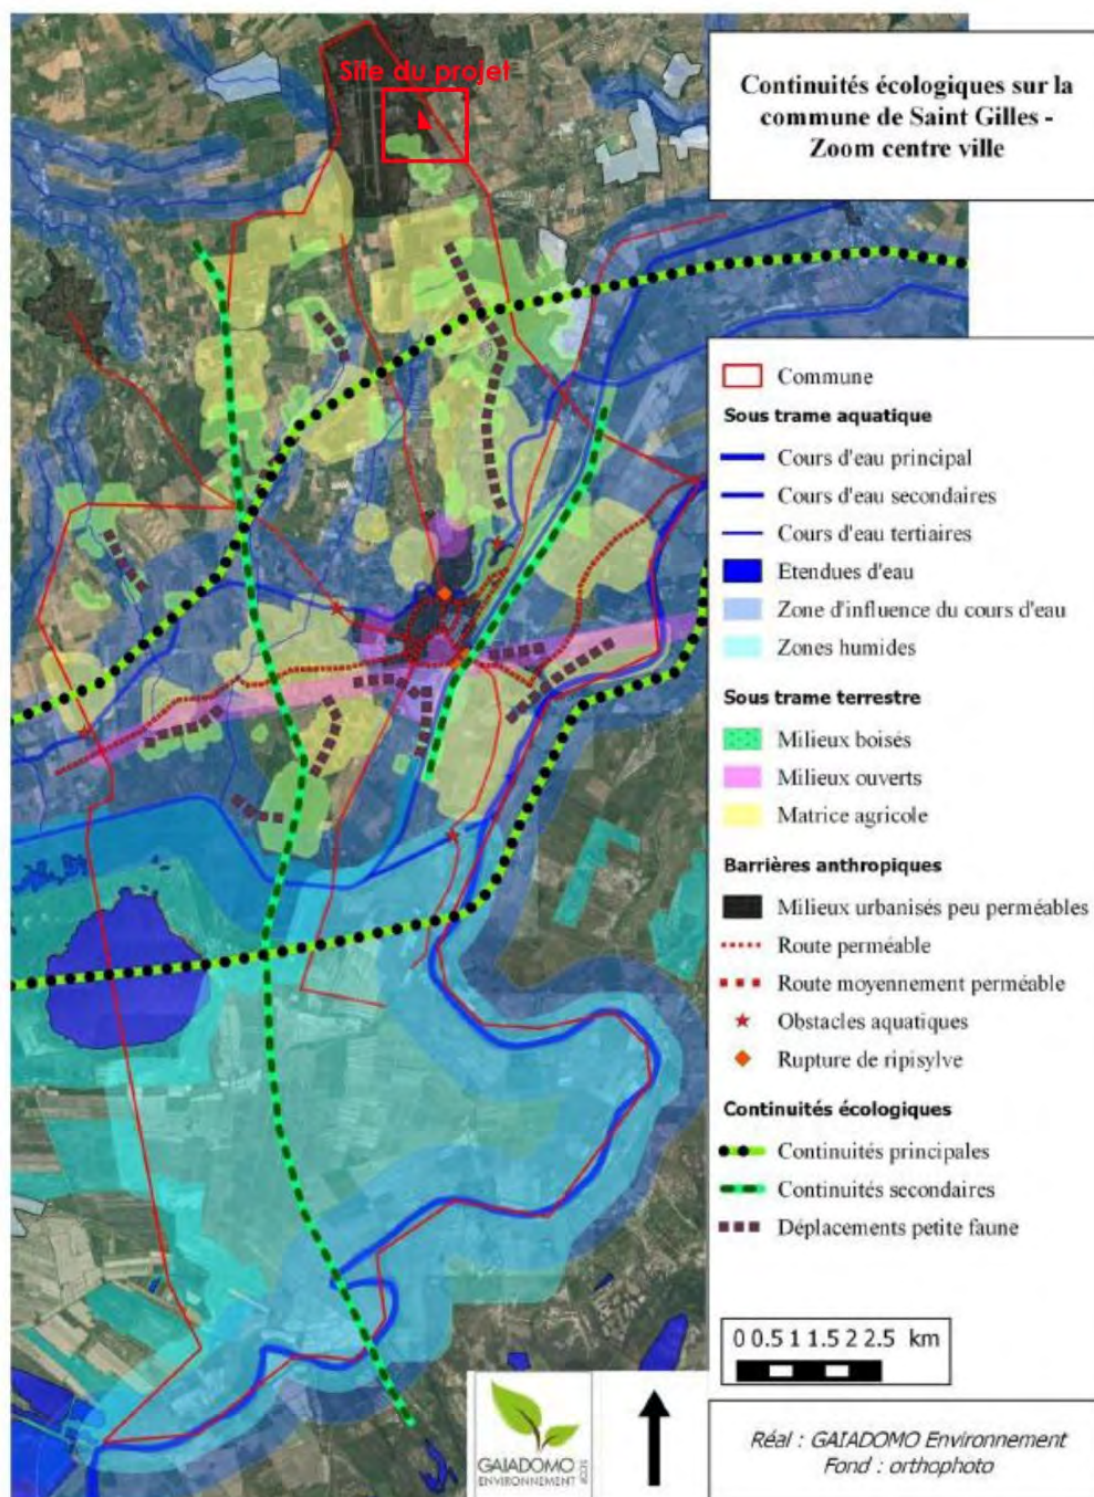 Site du projet
Continuités écologiques sur la
commune de Saint Gilles -
Zoom centre ville
Commune
Sous trame aquatique
Cours d'eau principal
Cours d'eau secondaires
Cours d'eau tertiaires
Etendues d'eau
Zone d'influence du cours d'eau
Zones humides
Sous trame terrestre
Milieux boisés
Milieux ouverts
Matrice agricole
Barrières anthropiques
Milieux urbanisés peu perméables
Route perméable
Route moyennement perméable
Obstacles aquatiques
Rupture de ripisylve
Continuités écologiques
Continuités principales
Continuités secondaires
Déplacements petite faune
0 0.5 1 1.5 2 2.5 km
GAIADOMO
ENVIRONNEMENT
SCOP
Réal : GAIADOMO Environnement
Fond : orthophoto